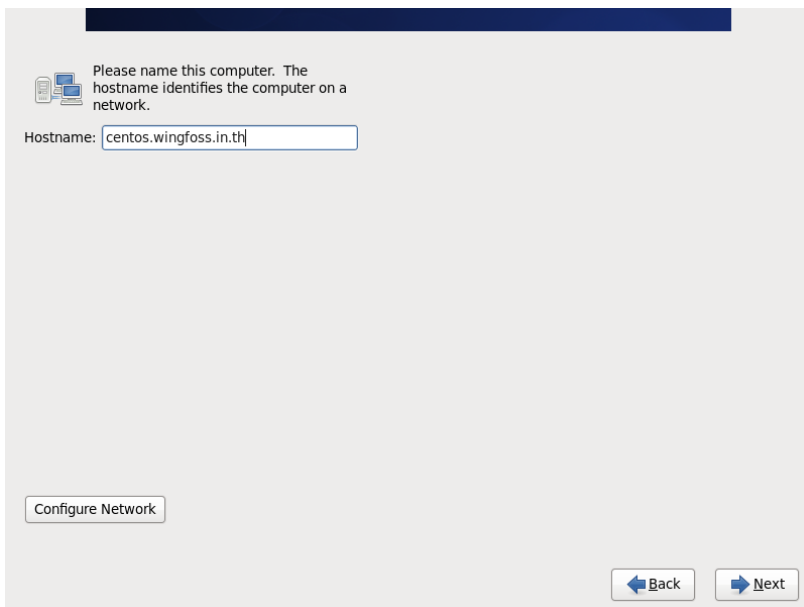 Please name this computer.  The
hostname identifies the computer on a
network.
Hostname: centos.wingfoss.in.th
Configure Network
Back Next